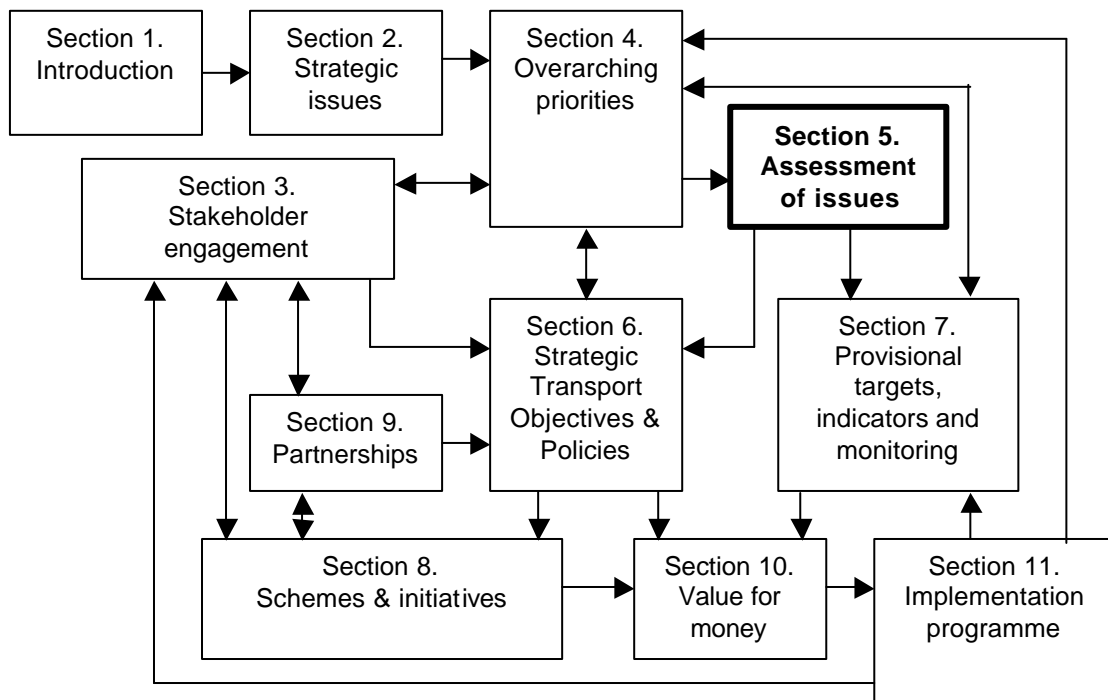 Section 1.
Introduction
Section 2.
Strategic
issues
Section 4.
Overarching
priorities
Section 5.
Assessment
of issues
Section 3.
Stakeholder
engagement
Section 6.
Strategic
Transport
Objectives &
Policies
Section 7.
Provisional
targets,
indicators and
monitoring
Section 9.
Partnerships
Section 8.
Schemes & initiatives
Section 10.
Value for
money
Section 11.
Implementation
programme